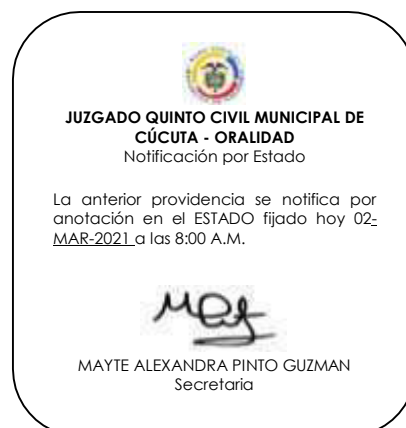 JUZGADO QUINTO CIVIL MUNICIPAL DE
CÚCUTA - ORALIDAD
Notificación por Estado
La anterior providencia se notifica por
anotación en el ESTADO fijado hoy 02-
MAR-2021 a las 8:00 A.M.
MAYTE ALEXANDRA PINTO GUZMAN
Secretaria